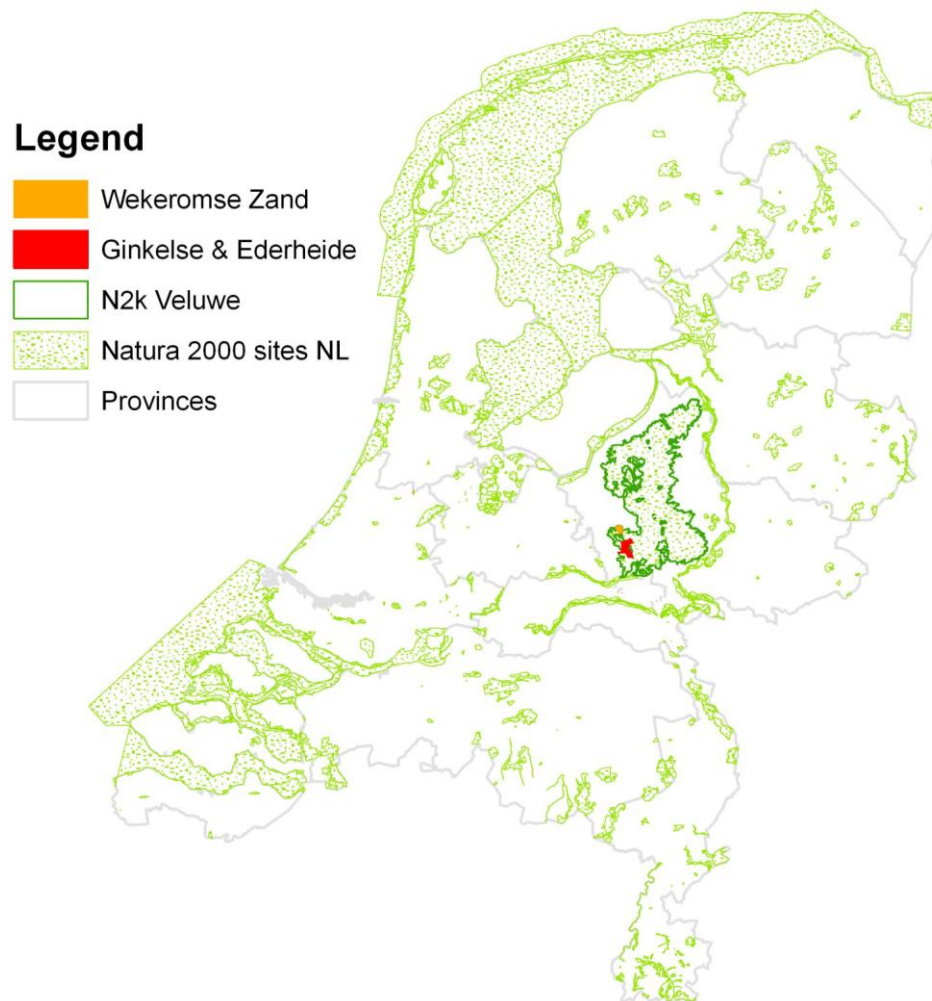 Legend
Wekeromse Zand
Ginkelse & Ederheide
N2k Veluwe
Natura 2000 sites NL
Provinces